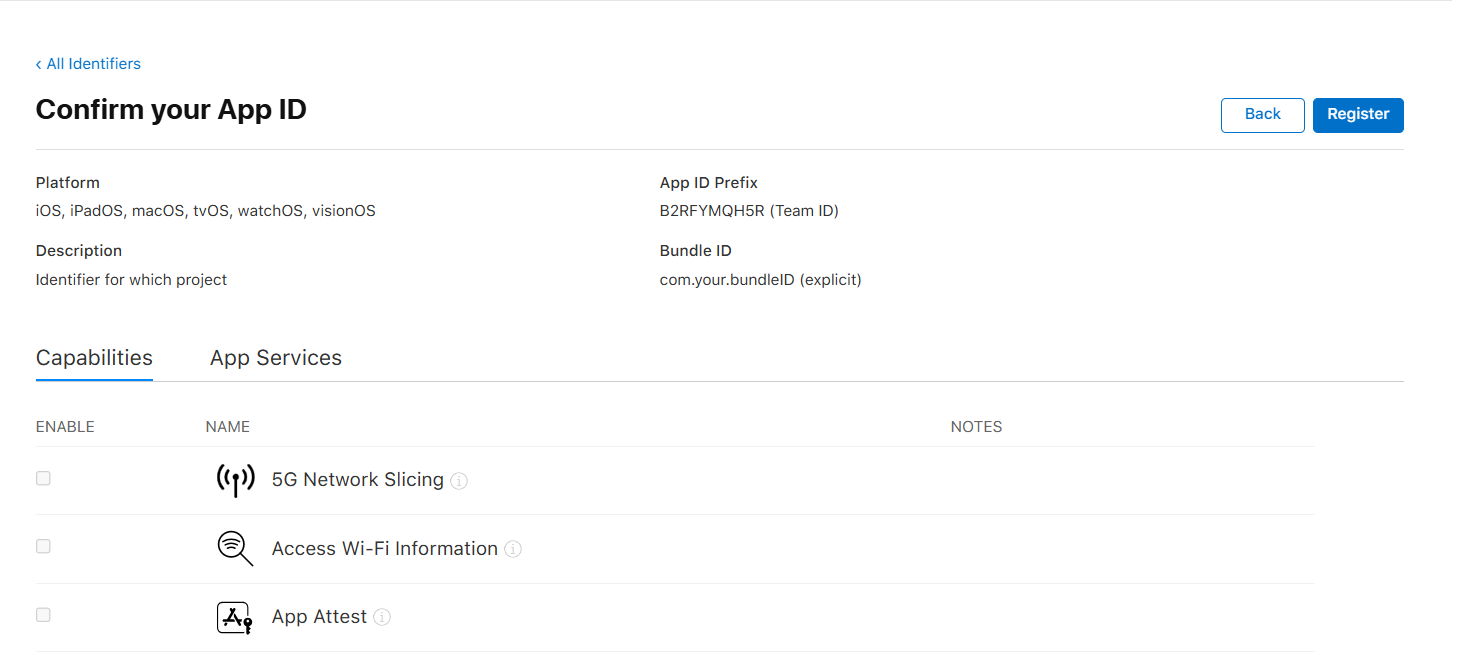 ‹ All Identifiers
Confirm your App ID
Back
Register
Platform
App ID Prefix
iOS, iPadOS, macOS, tvOS, watchOS, visionOS
B2RFYMQH5R (Team ID)
Description
Bundle ID
Identifier for which project
com.your.bundleID (explicit)
Capabilities
App Services
ENABLE
NAME
NOTES
5G Network Slicing
Access Wi-Fi Information
App Attest